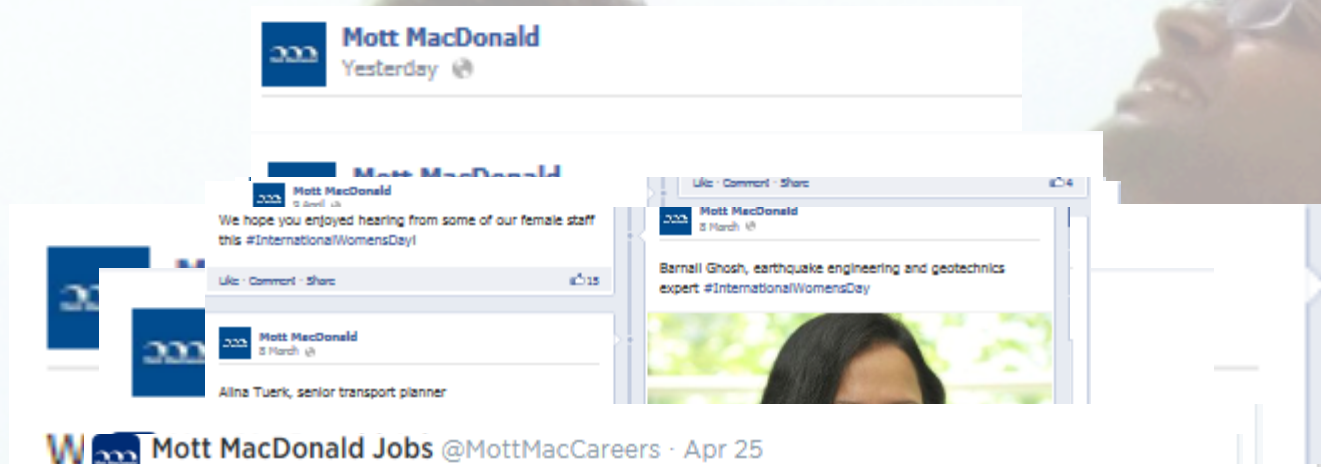 Mott MacDonald
Yesterday
Mott MacDonald
Like · Comment · Share 4
Mott MacDonald
We hope you enjoyed hearing from some of our female staff
this #InternationalWomensDay!
Like · Comment · Share 15
Mott MacDonald
8 March
Barnali Ghosh, earthquake engineering and geotechnics
expert #InternationalWomensDay
Mott MacDonald
8 March
Alina Tuerk, senior transport planner
W
Mott MacDonald Jobs @MottMacCareers · Apr 25